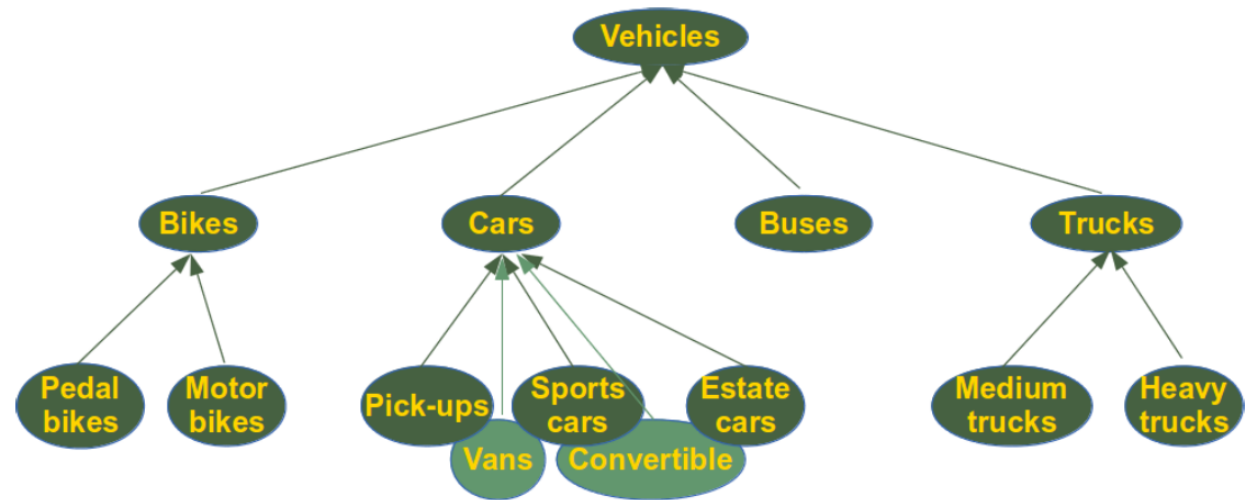 Vehicles
Bikes
Cars
Buses
Trucks
Pedal
bikes
Motor
bikes
Pick-ups
Sports
cars
Estate
cars
Medium
trucks
Heavy
trucks
Vans
Convertible